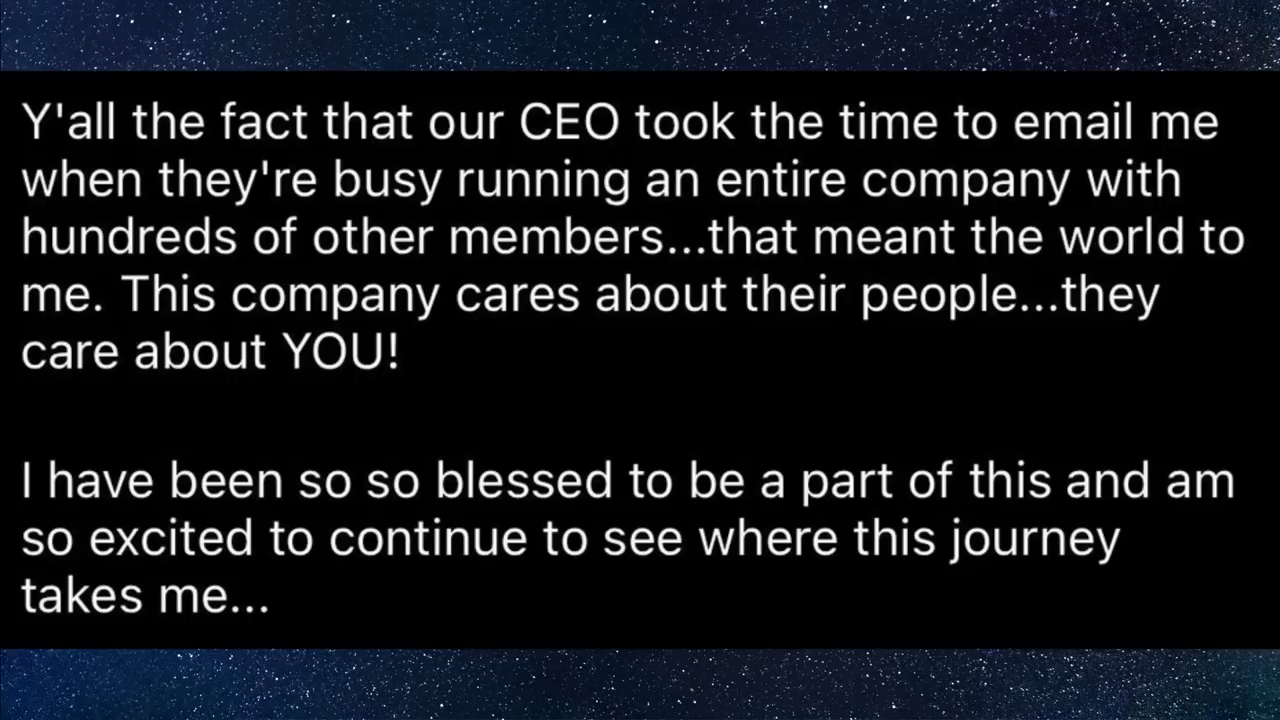 Y'all the fact that our CEO took the time to email me
when they're busy running an entire company with
hundreds of other members...that meant the world to
me. This company cares about their people...they
care about YOU!
I have been so so blessed to be a part of this and am
so excited to continue to see where this journey
takes me...